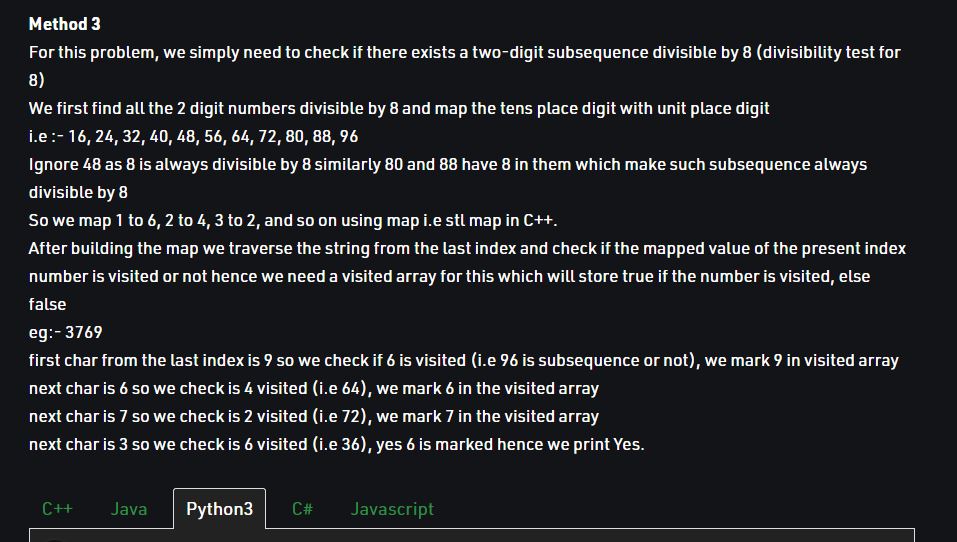 Method 3
For this problem, we simply need to check if there exists a two-digit subsequence divisible by 8 (divisibility test for
8)
We first find all the 2 digit numbers divisible by 8 and map the tens place digit with unit place digit
i.e :- 16, 24, 32, 40, 48, 56, 64, 72, 80, 88, 96
Ignore 48 as 8 is always divisible by 8 similarly 80 and 88 have 8 in them which make such subsequence always
divisible by 8
So we map 1 to 6, 2 to 4, 3 to 2, and so on using map i.e stl map in C++.
After building the map we traverse the string from the last index and check if the mapped value of the present index
number is visited or not hence we need a visited array for this which will store true if the number is visited, else
false
eg:- 3769
first char from the last index is 9 so we check if 6 is visited (i.e 96 is subsequence or not), we mark 9 in visited array
next char is 6 so we check is 4 visited (i.e 64), we mark 6 in the visited array
next char is 7 so we check is 2 visited (i.e 72), we mark 7 in the visited array
next char is 3 so we check is 6 visited (i.e 36), yes 6 is marked hence we print Yes.
C++ Java Python3 C# Javascript